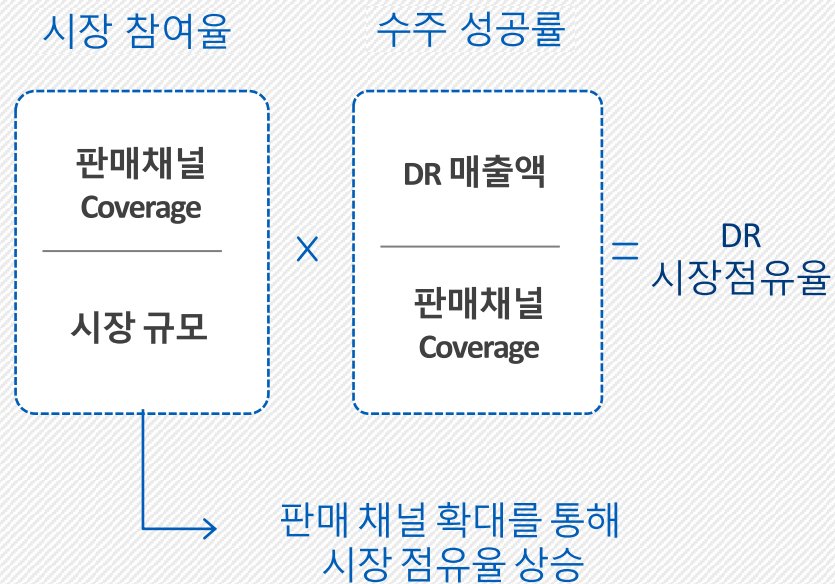 시장 참여율
수주 성공률
판매채널
Coverage
시장 규모
×
DR 매출액
판매채널
Coverage
=
DR
시장점유율
판매 채널 확대를 통해
시장 점유율 상승